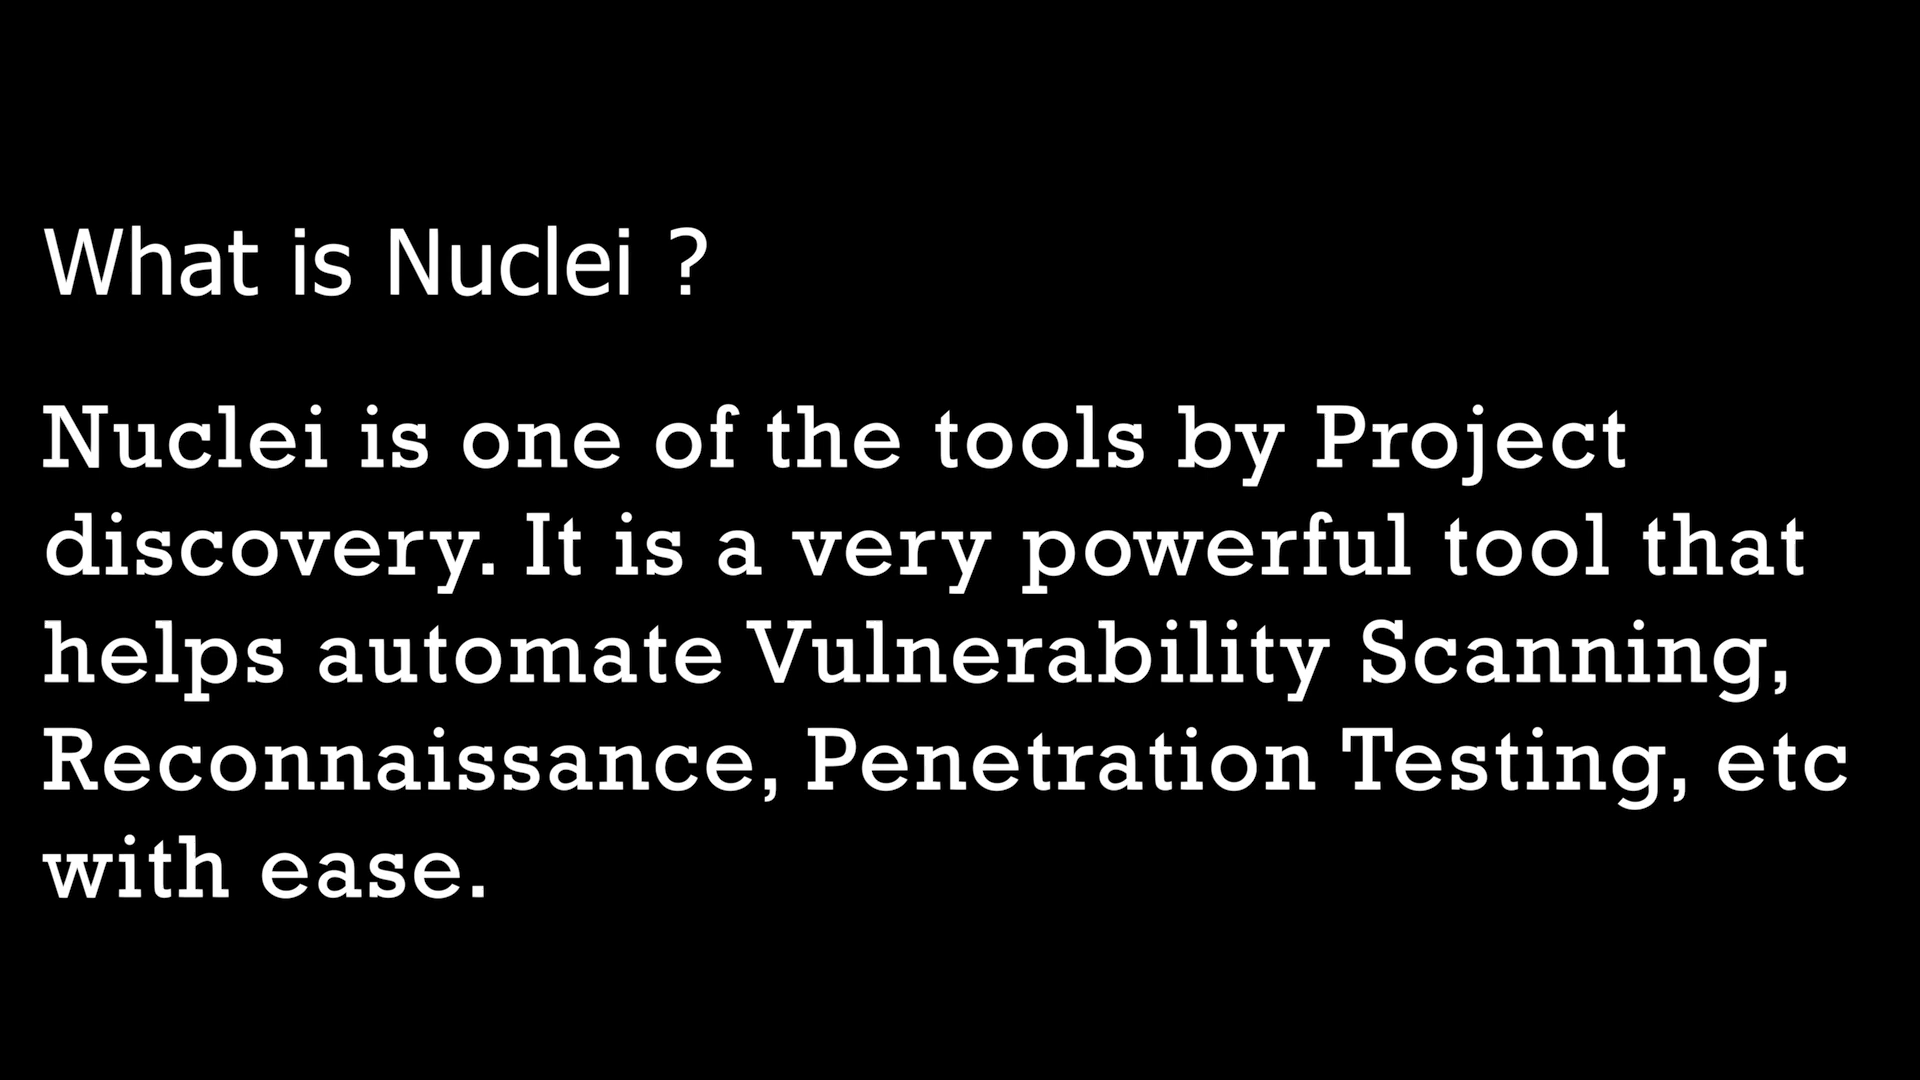 What is Nuclei ?
Nuclei is one of the tools by Project
discovery. It is a very powerful tool that
helps automate Vulnerability Scanning,
Reconnaissance, Penetration Testing, etc
with ease.